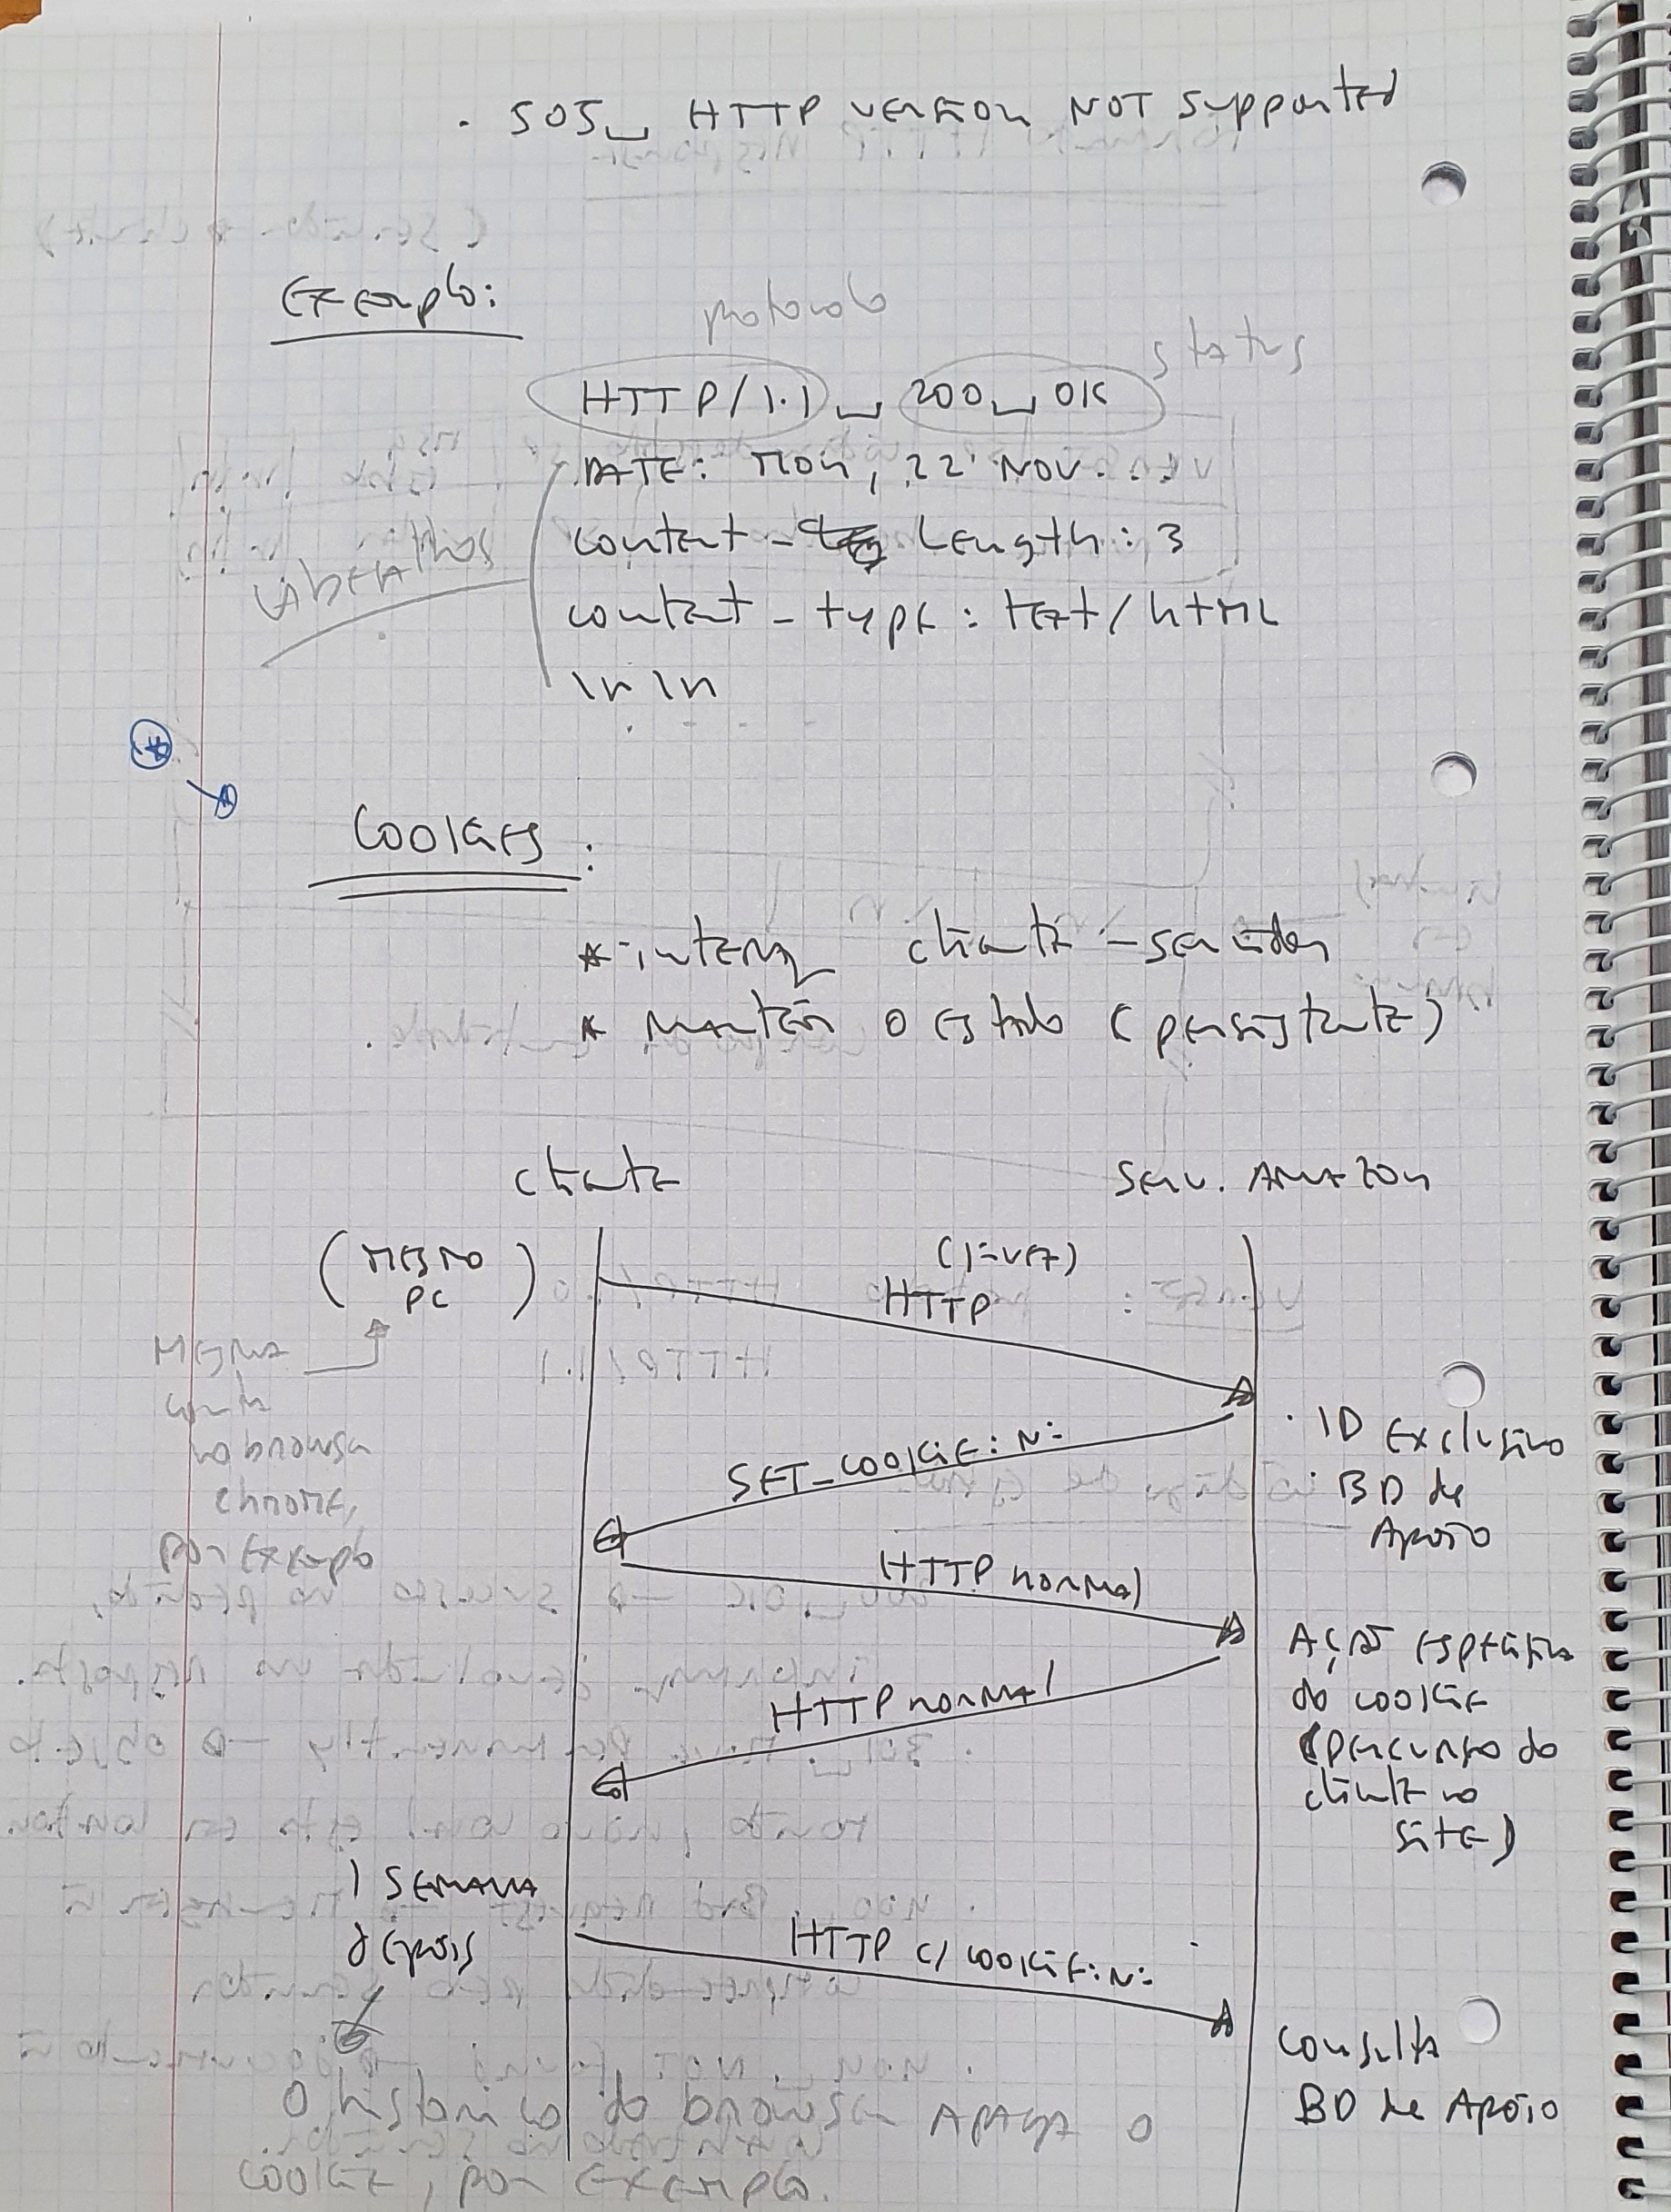 . 505␣ HTTP version NOT supported
Exemplo:
protocolo
status
HTTP/1.1 ␣ 200␣OK
DATE: Mon, 22 NOV...
content - Length: 3
content - type: text/html
\r\n
cabeçalhos
Cookies:
* interaç cliente - servidor
* mantém o estado (persistente)
cliente
Serv. Amazon
(mesmo PC)
(1ª vez)
HTTP
mesma
conta
no browser
chrome,
por exemplo
SET-COOKIE: Nº
. ID exclusivo
. BD de
Apoio
HTTP normal
Ação específica
do cookie
(percurso do
cliente no
site)
HTTP normal
1 semana
depois
HTTP c/ cookie: Nº
consulta
BD de Apoio
O histórico do browser apaga o
cookie, por exemplo.